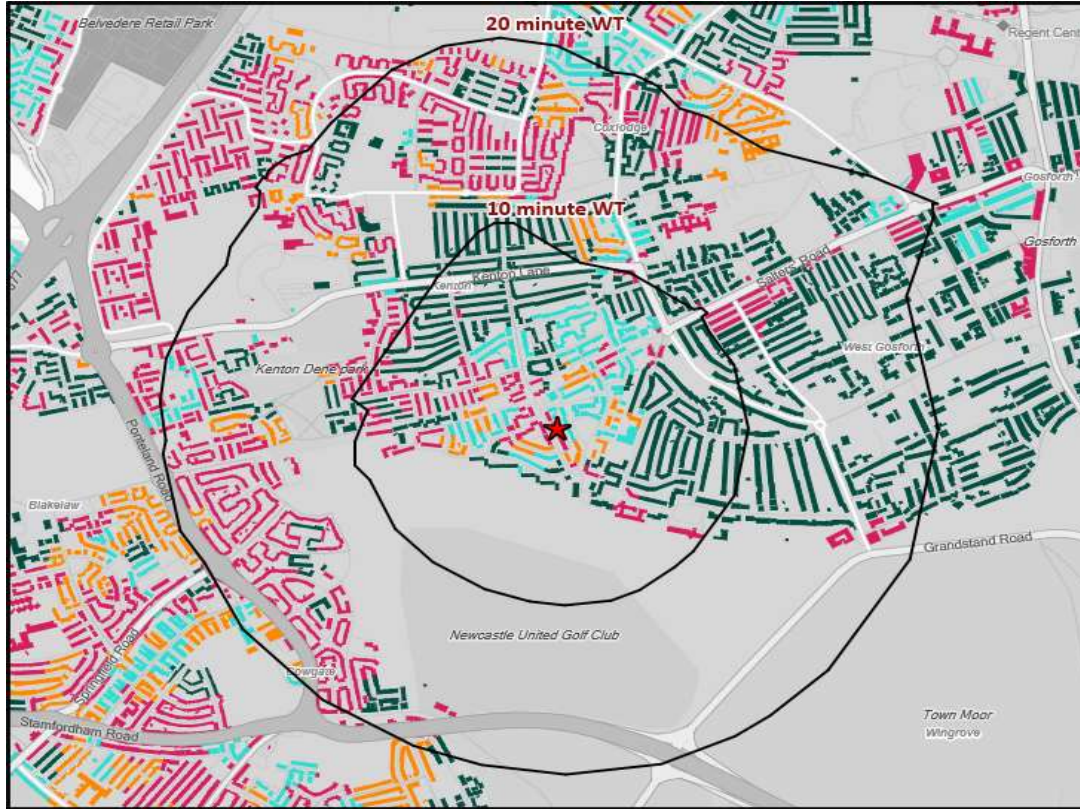 Belvedere Retail Park
20 minute WT
Regent Cent
Coxlodge
Gosforth
10 minute WT
Gosforth
Salters Road
Kenton Lane
Kenton
West Gosforth
Kenton Dene park
Ponteland Road
Blakelaw
Grandstand Road
Springfield Road
Newcastle United Golf Club
Cowgate
Stamfordham Road
Town Moor
Wingrove